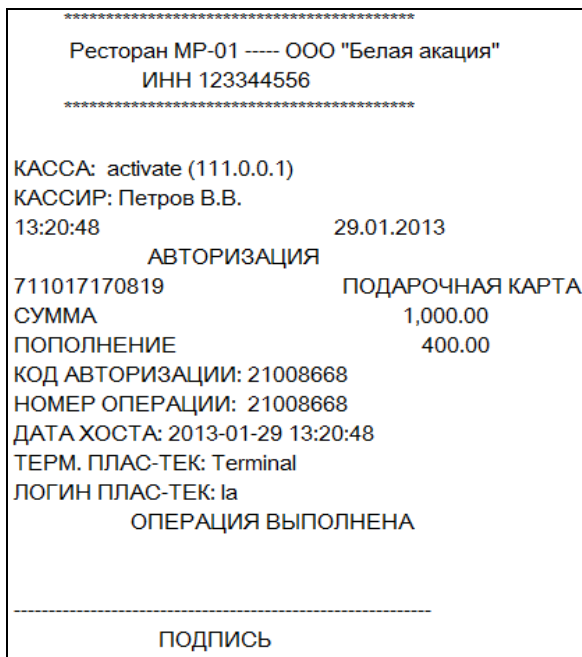 ******************************************
Ресторан МР-01 ----- ООО "Белая акация"
ИНН 123344556
******************************************
КАССА: activate (111.0.0.1)
КАССИР: Петров В.В.
13:20:48 29.01.2013
АВТОРИЗАЦИЯ
711017170819 ПОДАРОЧНАЯ КАРТА
СУММА 1,000.00
ПОПОЛНЕНИЕ 400.00
КОД АВТОРИЗАЦИИ: 21008668
НОМЕР ОПЕРАЦИИ: 21008668
ДАТА ХОСТА: 2013-01-29 13:20:48
ТЕРМ. ПЛАС-ТЕК: Terminal
ЛОГИН ПЛАС-ТЕК: la
ОПЕРАЦИЯ ВЫПОЛНЕНА
------------------------------------------------------------
ПОДПИСЬ